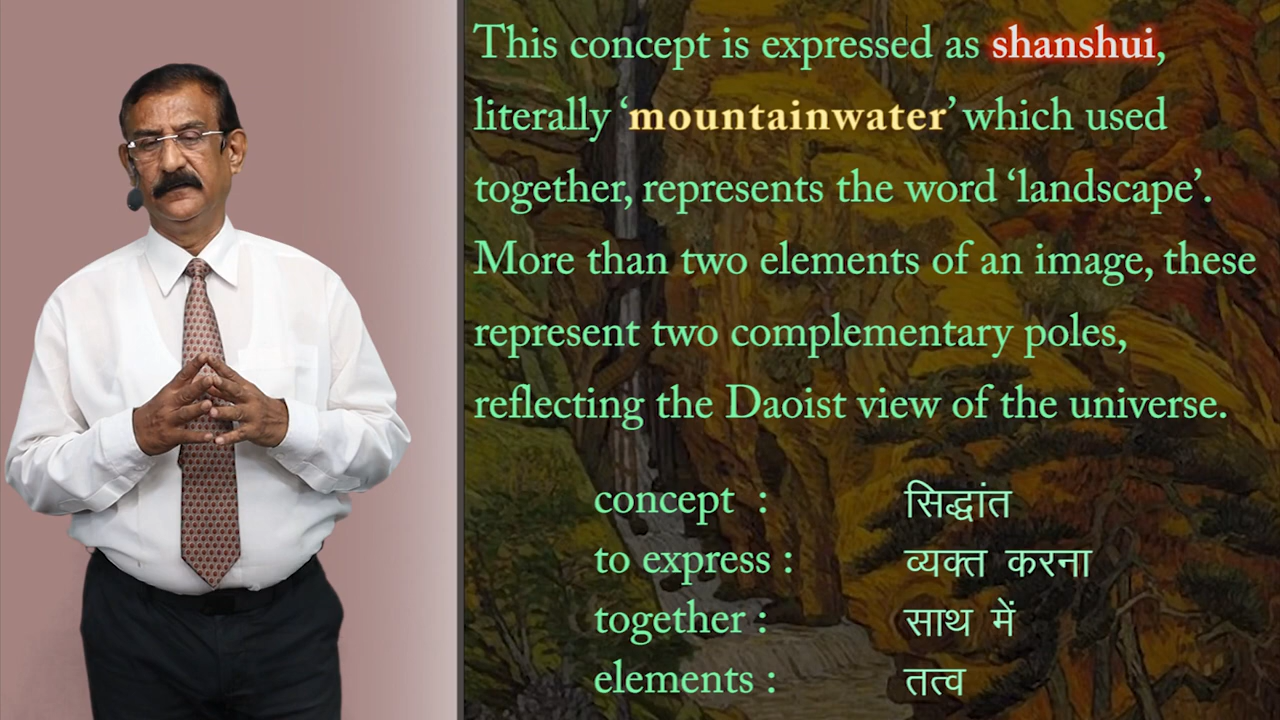 This concept is expressed as shanshui,
literally ‘mountainwater’ which used
together, represents the word ‘landscape’.
More than two elements of an image, these
represent two complementary poles,
reflecting the Daoist view of the universe.
concept : सिद्धांत
to express : व्यक्त करना
together : साथ में
elements : तत्व